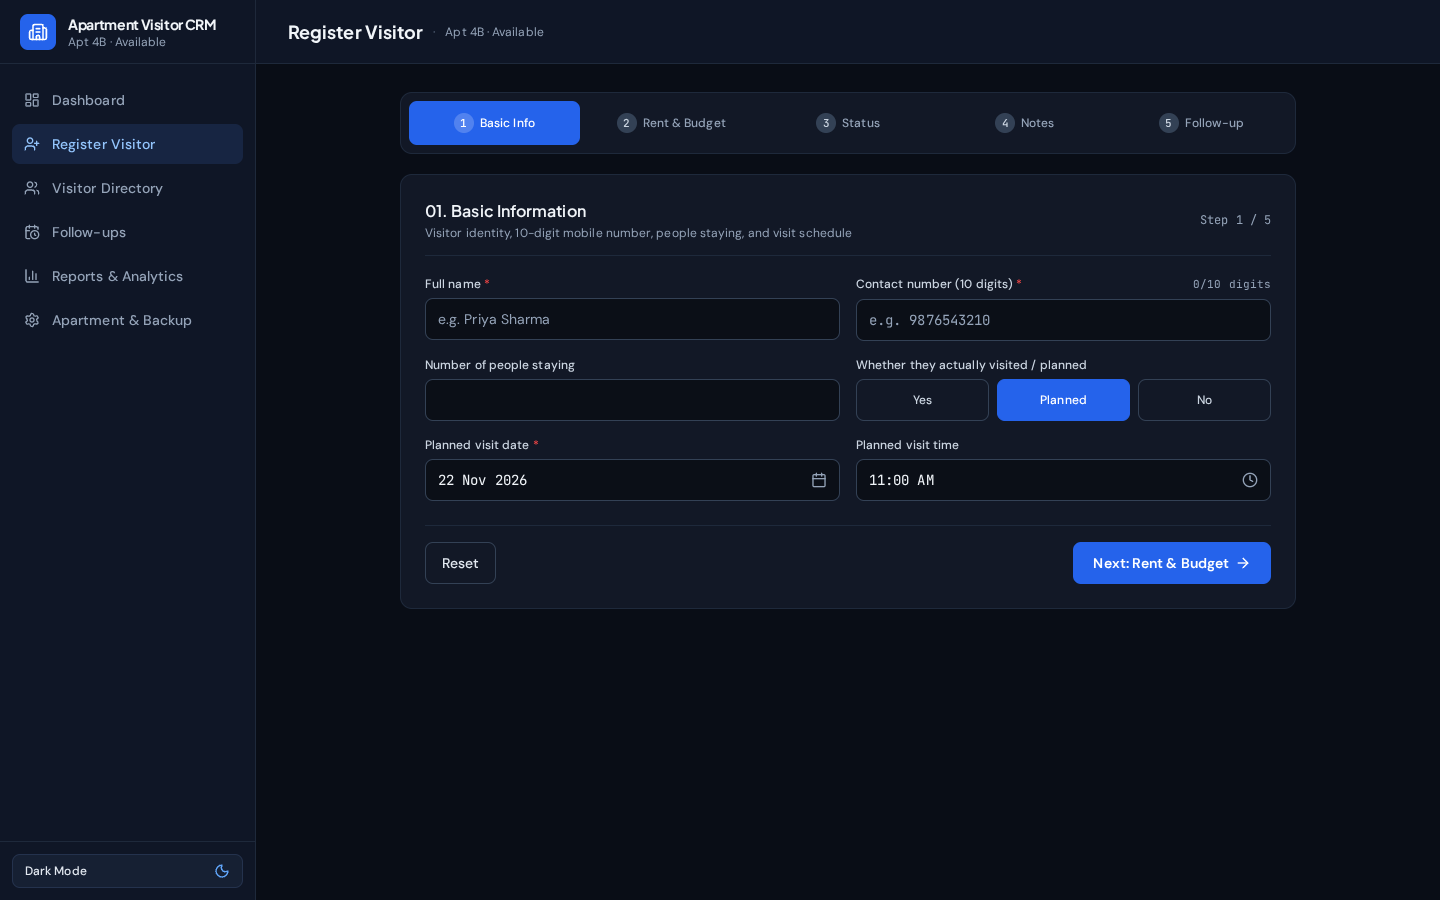 Apartment Visitor CRM
Apt 4B · Available
Register Visitor · Apt 4B · Available
Dashboard
Register Visitor
Visitor Directory
Follow-ups
Reports & Analytics
Apartment & Backup
Dark Mode
1 Basic Info
2 Rent & Budget
3 Status
4 Notes
5 Follow-up
01. Basic Information
Visitor identity, 10-digit mobile number, people staying, and visit schedule
Step 1 / 5
Full name *
e.g. Priya Sharma
Contact number (10 digits) *
0/10 digits
e.g. 9876543210
Number of people staying
Whether they actually visited / planned
Yes
Planned
No
Planned visit date *
22 Nov 2026
Planned visit time
11:00 AM
Reset
Next: Rent & Budget →